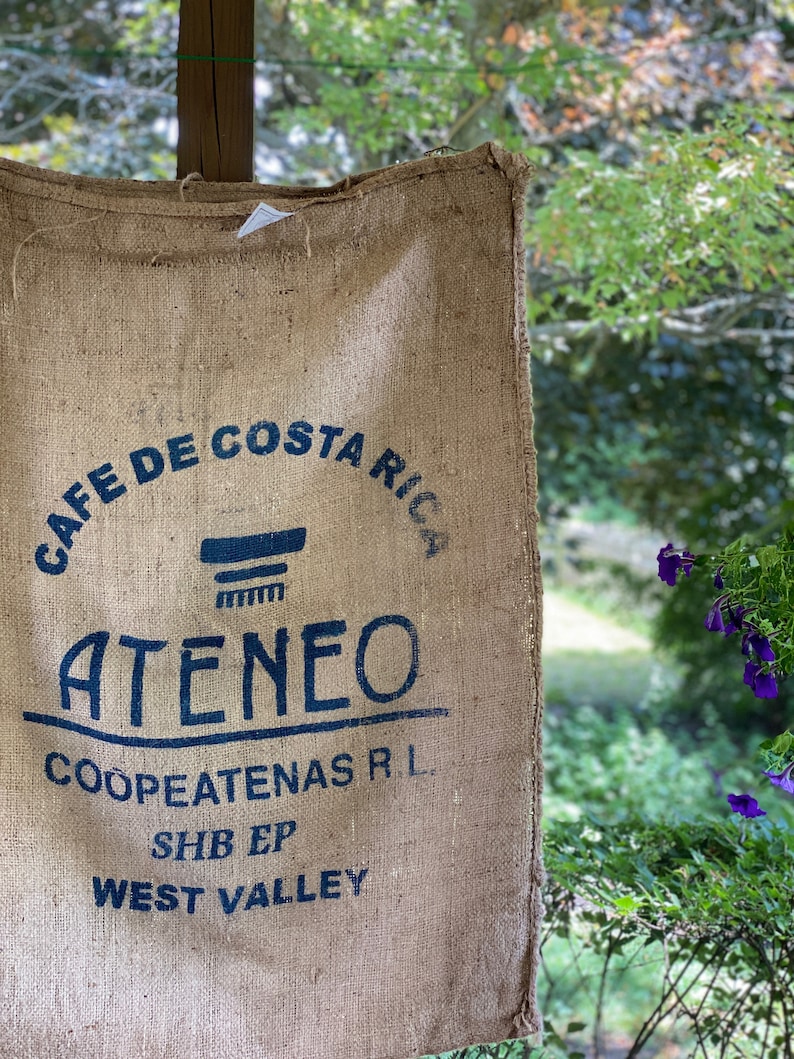 CAFE DE COSTA RICA
ATENEO
COOPEATENAS R.L.
SHB EP
WEST VALLEY